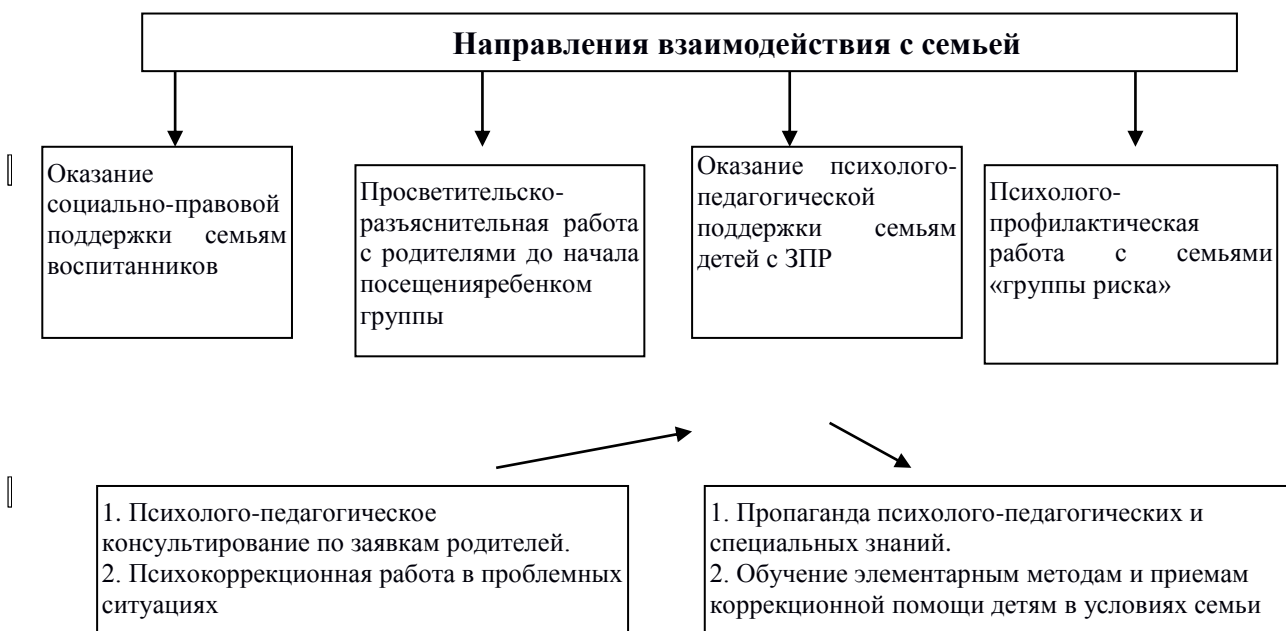 Направления взаимодействия с семьей
Оказание
социально-правовой
поддержки семьям
воспитанников
Просветительско-
разъяснительная работа
с родителями до начала
посещенияребенком
группы
Оказание психолого-
педагогической
поддержки семьям
детей с ЗПР
Психолого-
профилактическая
работа с семьями
«группы риска»
1. Психолого-педагогическое
консультирование по заявкам родителей.
2. Психокоррекционная работа в проблемных
ситуациях
1. Пропаганда психолого-педагогических и
специальных знаний.
2. Обучение элементарным методам и приемам
коррекционной помощи детям в условиях семьи